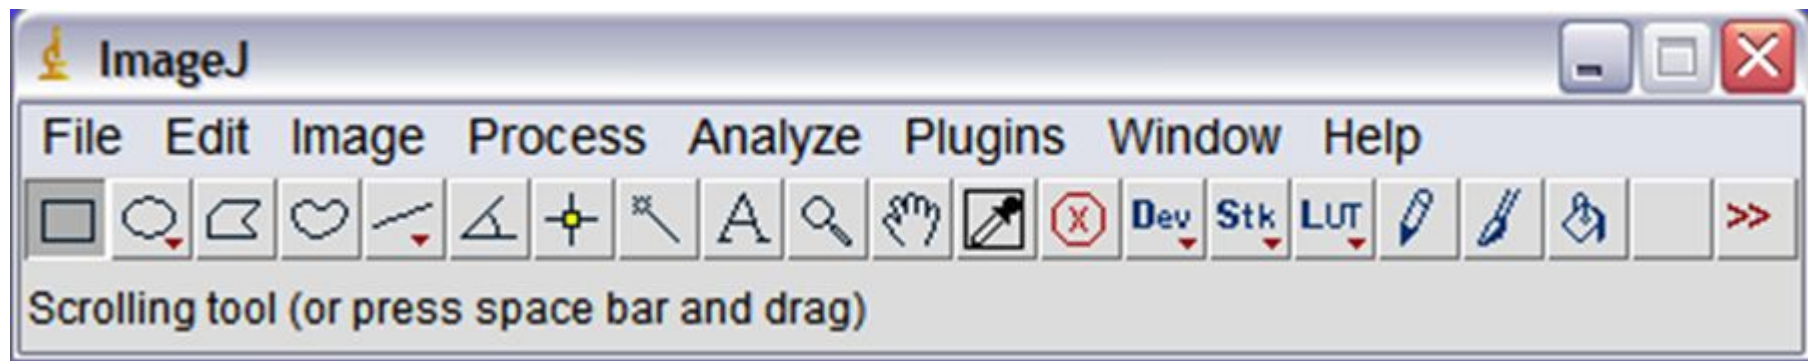 ImageJ
File Edit Image Process Analyze Plugins Window Help
A X Dev Stk LUT >>
Scrolling tool (or press space bar and drag)